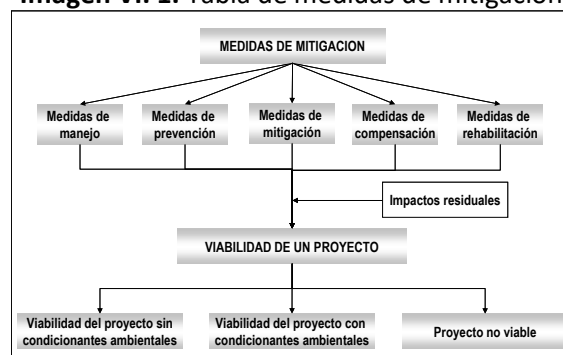 Imagen VI. 1. Tabla de medidas de mitigación
MEDIDAS DE MITIGACION
Medidas de
manejo
Medidas de
prevención
Medidas de
mitigación
Medidas de
compensación
Medidas de
rehabilitación
Impactos residuales
VIABILIDAD DE UN PROYECTO
Viabilidad del proyecto sin
condicionantes ambientales
Viabilidad del proyecto con
condicionantes ambientales
Proyecto no viable